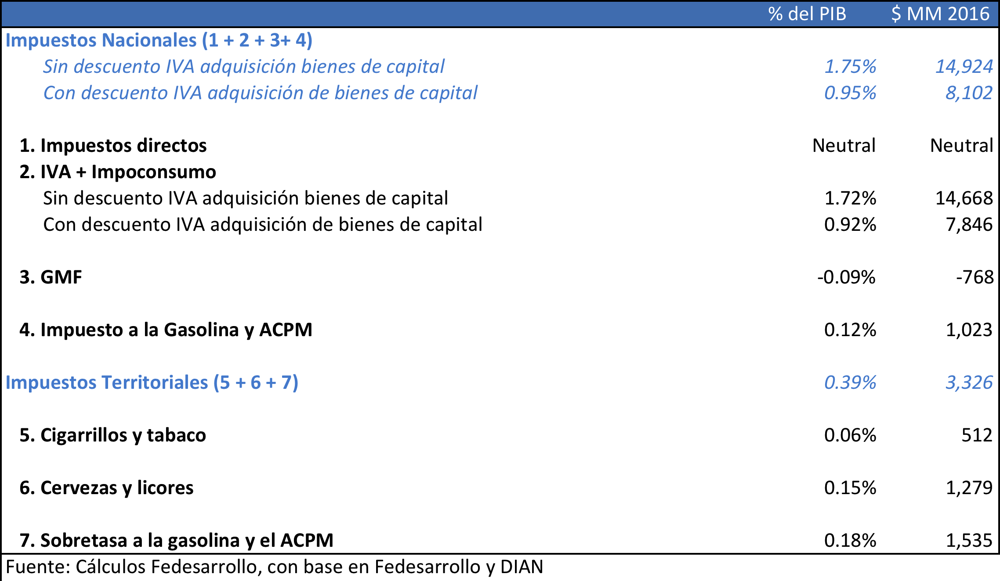 % del PIB $ MM 2016
Impuestos Nacionales (1 + 2 + 3+ 4)
Sin descuento IVA adquisición bienes de capital 1.75% 14,924
Con descuento IVA adquisición de bienes de capital 0.95% 8,102
1. Impuestos directos Neutral Neutral
2. IVA + Impoconsumo
Sin descuento IVA adquisición bienes de capital 1.72% 14,668
Con descuento IVA adquisición de bienes de capital 0.92% 7,846
3. GMF -0.09% -768
4. Impuesto a la Gasolina y ACPM 0.12% 1,023
Impuestos Territoriales (5 + 6 + 7) 0.39% 3,326
5. Cigarrillos y tabaco 0.06% 512
6. Cervezas y licores 0.15% 1,279
7. Sobretasa a la gasolina y el ACPM 0.18% 1,535
Fuente: Cálculos Fedesarrollo, con base en Fedesarrollo y DIAN